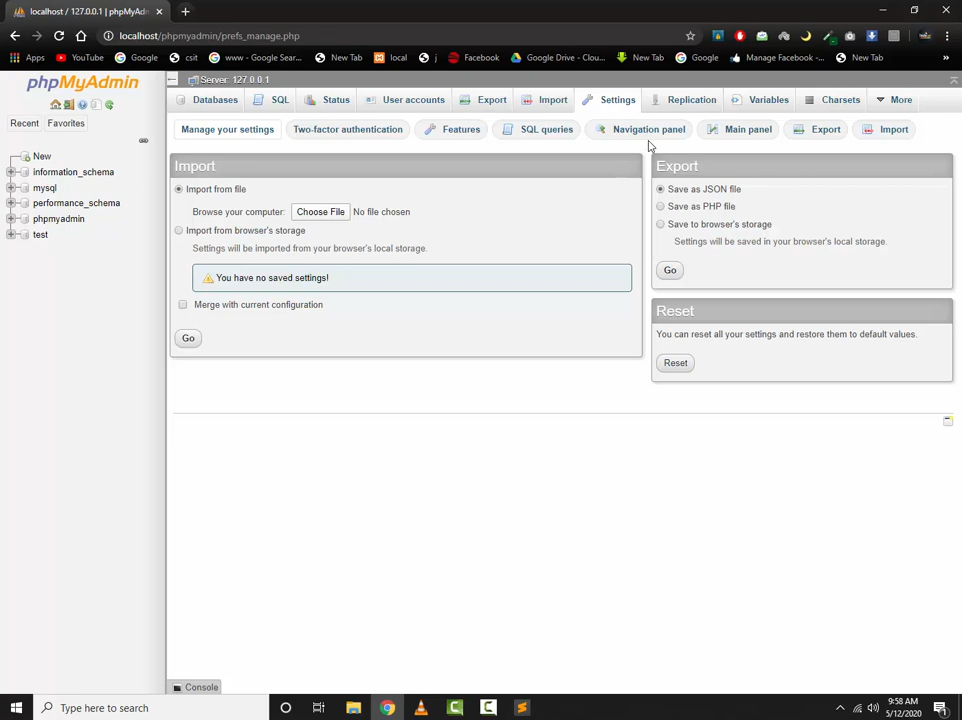 localhost / 127.0.0.1 | phpMyAdm
localhost/phpmyadmin/prefs_manage.php
Apps YouTube Google csit www - Google Sear... New Tab local j Facebook Google Drive - Clou... New Tab Google Manage Facebook -... New Tab »
phpMyAdmin
Recent Favorites
New
information_schema
mysql
performance_schema
phpmyadmin
test
Server: 127.0.0.1
Databases SQL Status User accounts Export Import Settings Replication Variables Charsets More
Manage your settings Two-factor authentication Features SQL queries Navigation panel Main panel Export Import
Import
Import from file
Browse your computer: Choose File No file chosen
Import from browser's storage
Settings will be imported from your browser's local storage.
You have no saved settings!
Merge with current configuration
Go
Export
Save as JSON file
Save as PHP file
Save to browser's storage
Settings will be saved in your browser's local storage.
Go
Reset
You can reset all your settings and restore them to default values.
Reset
Console
Type here to search
9:58 AM
5/12/2020